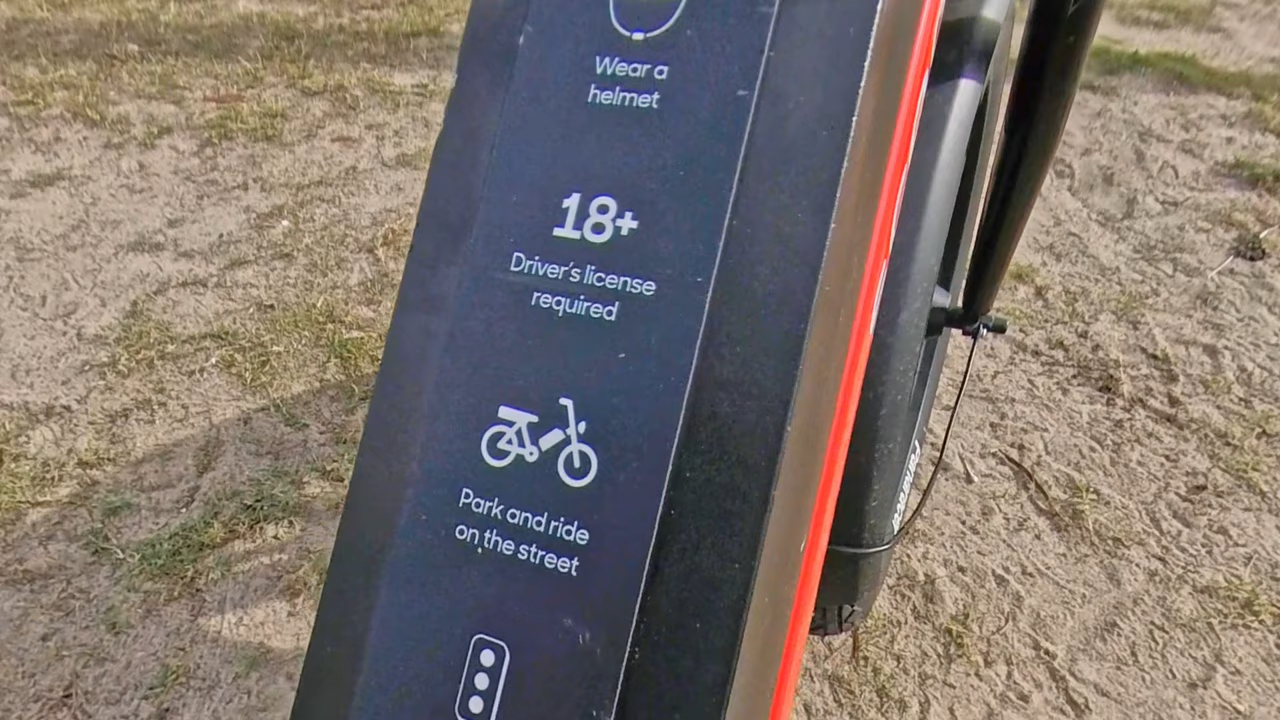 Wear a
helmet
18+
Driver's license
required
Park and ride
on the street